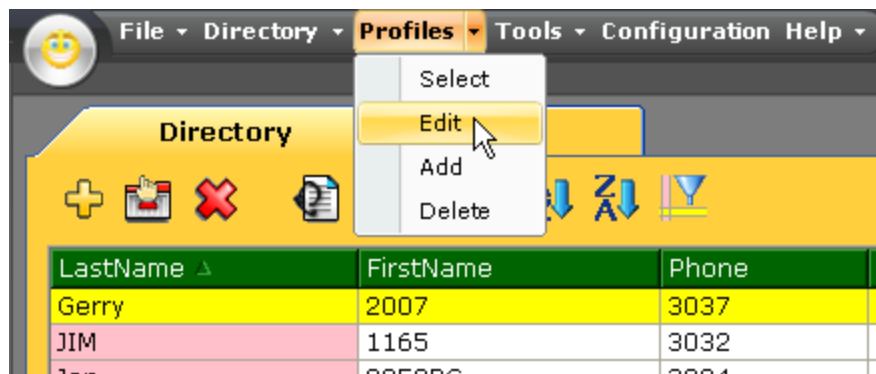 File Directory Profiles Tools Configuration Help
Select
Edit
Add
Delete
Directory
LastName FirstName Phone
Gerry 2007 3037
JIM 1165 3032